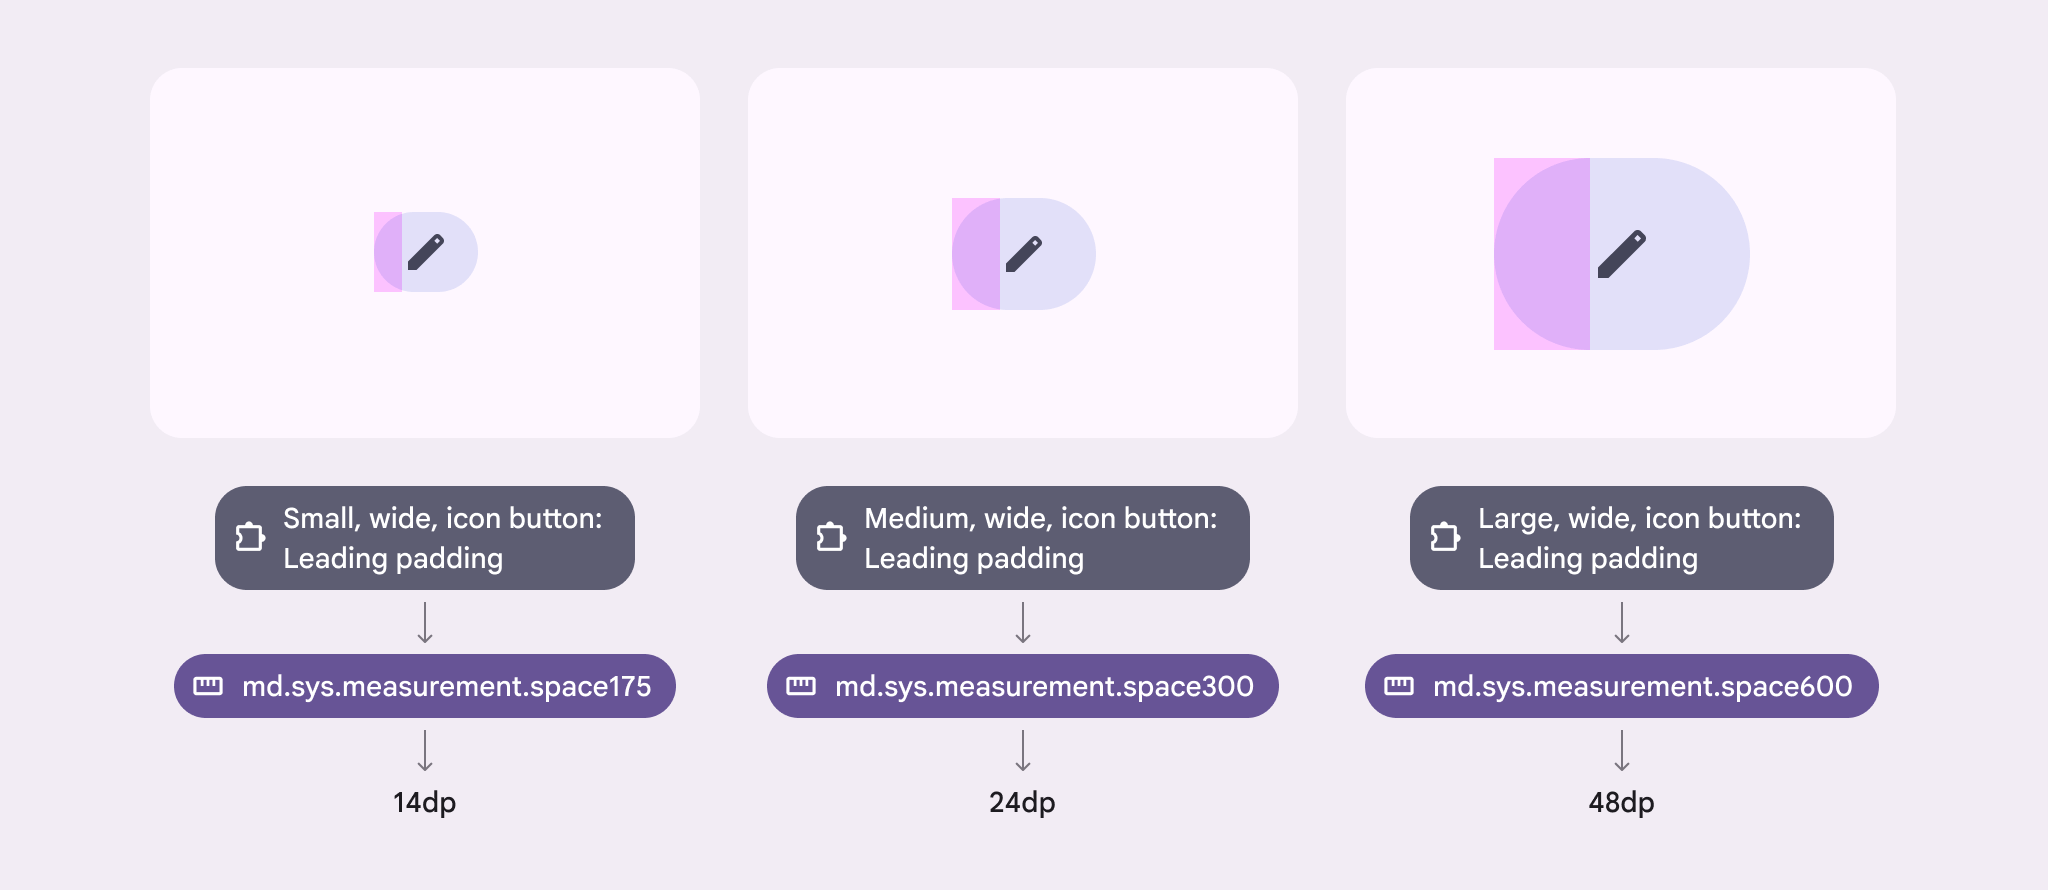 Small, wide, icon button:
Leading padding
md.sys.measurement.space175
14dp
Medium, wide, icon button:
Leading padding
md.sys.measurement.space300
24dp
Large, wide, icon button:
Leading padding
md.sys.measurement.space600
48dp